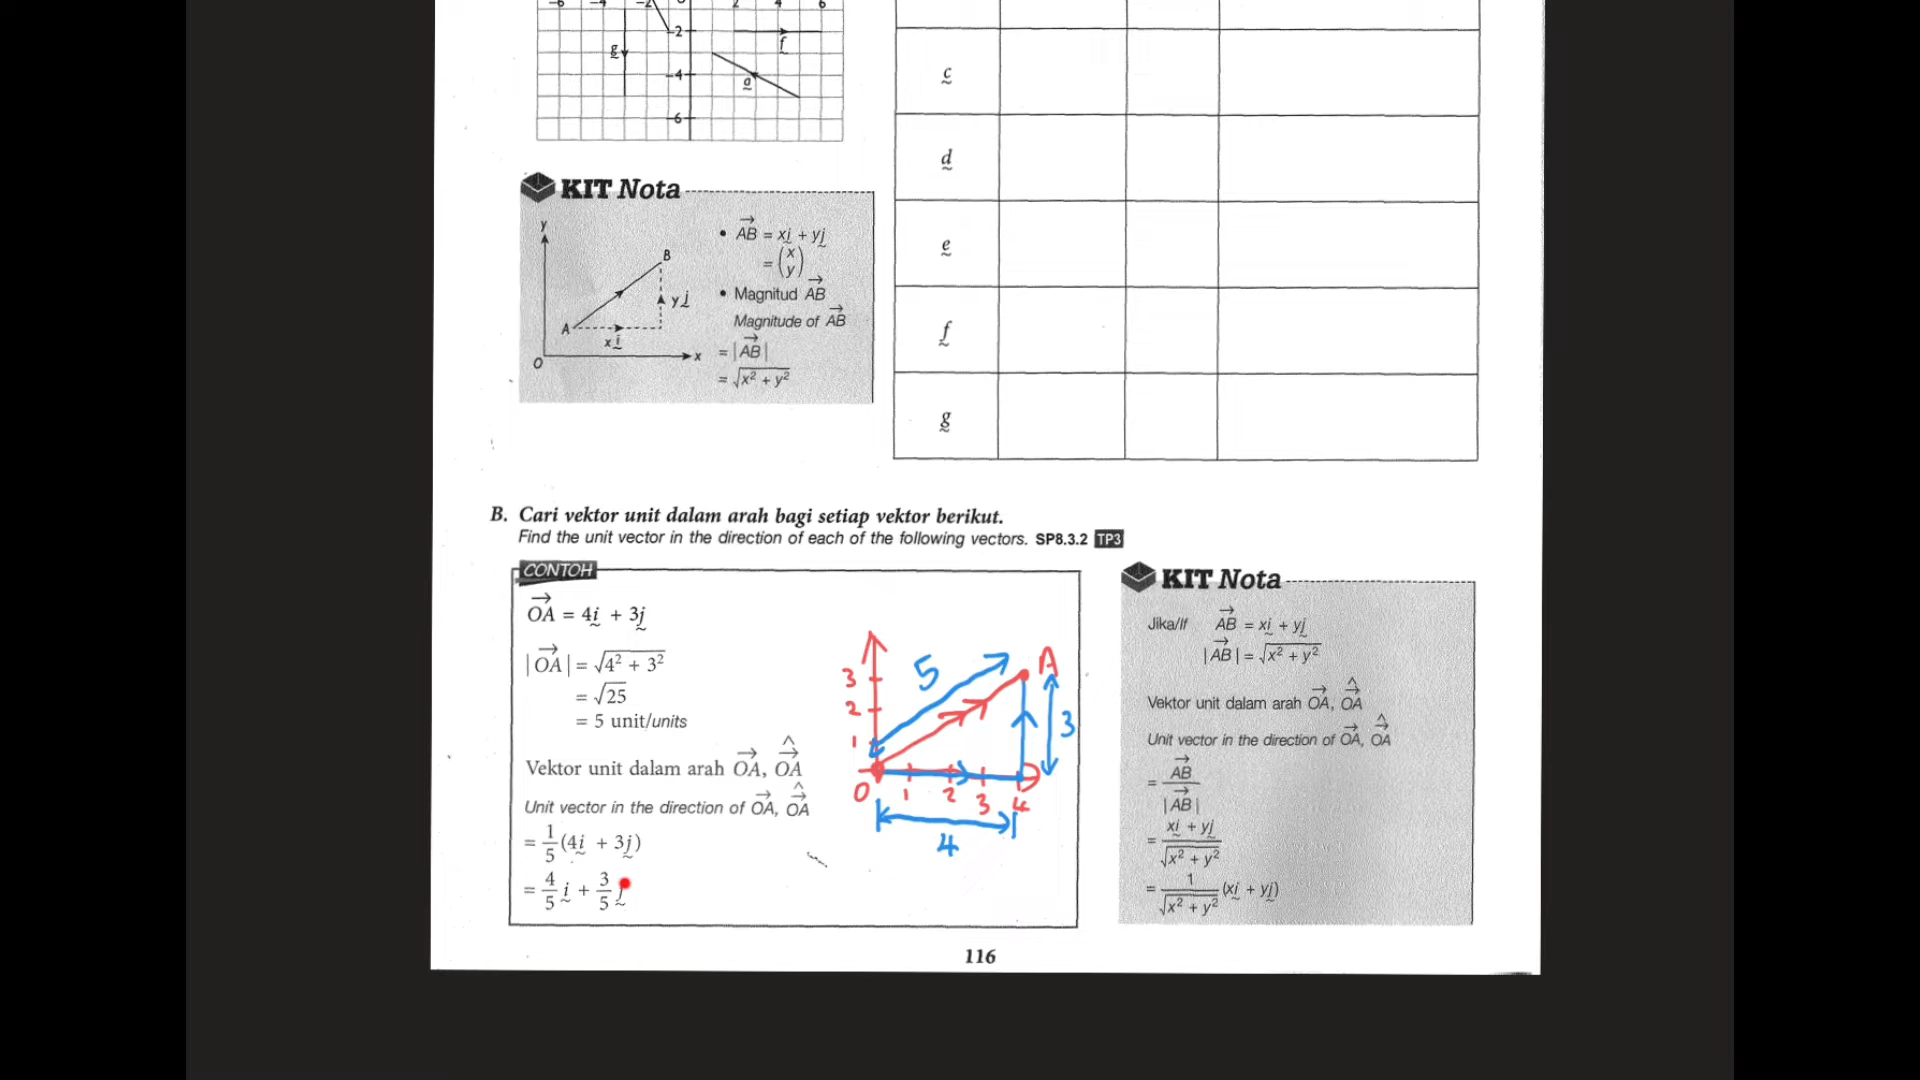 -6 -4 -2 0 2 4 6
-2
g
f
-4
a
-6
c
d
e
f
g
KIT Nota
y
B
A
y j
x i
O
x
• AB = xi + yj
= (x y)
• Magnitud AB
Magnitude of AB
= |AB|
= √x² + y²
B. Cari vektor unit dalam arah bagi setiap vektor berikut.
Find the unit vector in the direction of each of the following vectors. SP8.3.2 TP3
CONTOH
OA = 4i + 3j
|OA| = √4² + 3²
= √25
= 5 unit/units
Vektor unit dalam arah OA, OA
Unit vector in the direction of OA, OA
= 1/5 (4i + 3j)
= 4/5 i + 3/5 j
3
2
1
0 1 2 3 4
5
A
3
4
KIT Nota
Jika/If AB = xi + yj
|AB| = √x² + y²
Vektor unit dalam arah OA, OA
Unit vector in the direction of OA, OA
= AB / |AB|
= xi + yj / √x² + y²
= 1 / √x² + y² (xi + yj)
116